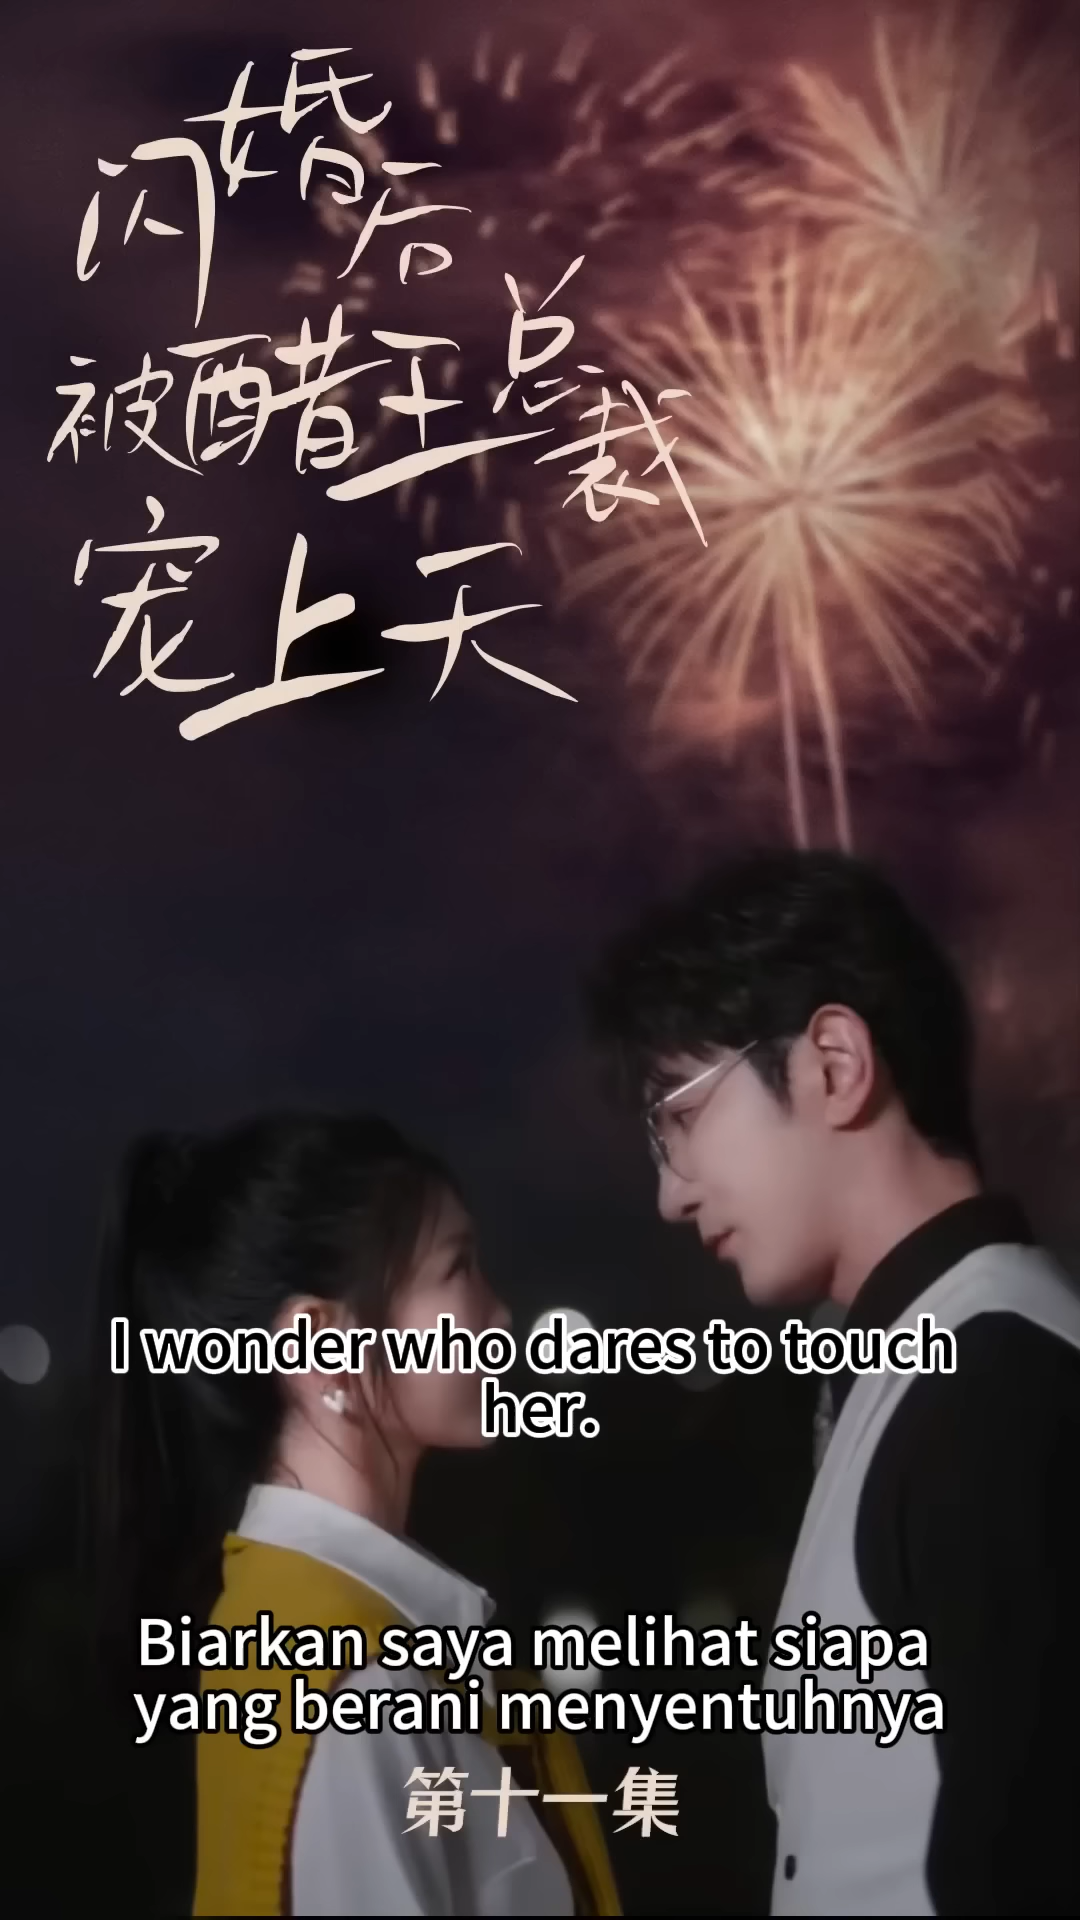 闪婚后
被醋王总裁
宠上天
I wonder who dares to touch
her.
Biarkan saya melihat siapa
yang berani menyentuhnya
第十一集